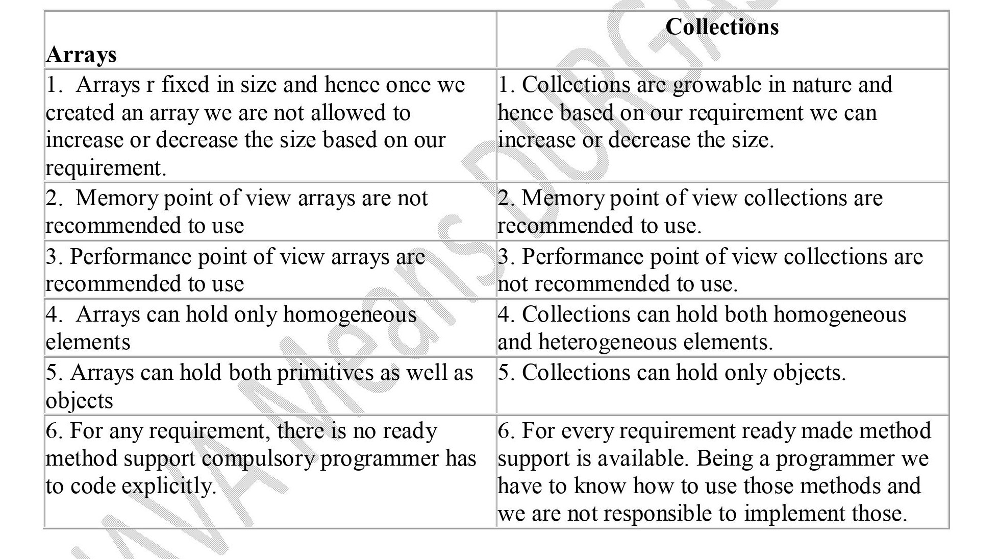 Collections
Arrays
1. Arrays r fixed in size and hence once we
created an array we are not allowed to
increase or decrease the size based on our
requirement.
1. Collections are growable in nature and
hence based on our requirement we can
increase or decrease the size.
2. Memory point of view arrays are not
recommended to use
2. Memory point of view collections are
recommended to use.
3. Performance point of view arrays are
recommended to use
3. Performance point of view collections are
not recommended to use.
4. Arrays can hold only homogeneous
elements
4. Collections can hold both homogeneous
and heterogeneous elements.
5. Arrays can hold both primitives as well as
objects
5. Collections can hold only objects.
6. For any requirement, there is no ready
method support compulsory programmer has
to code explicitly.
6. For every requirement ready made method
support is available. Being a programmer we
have to know how to use those methods and
we are not responsible to implement those.
Means